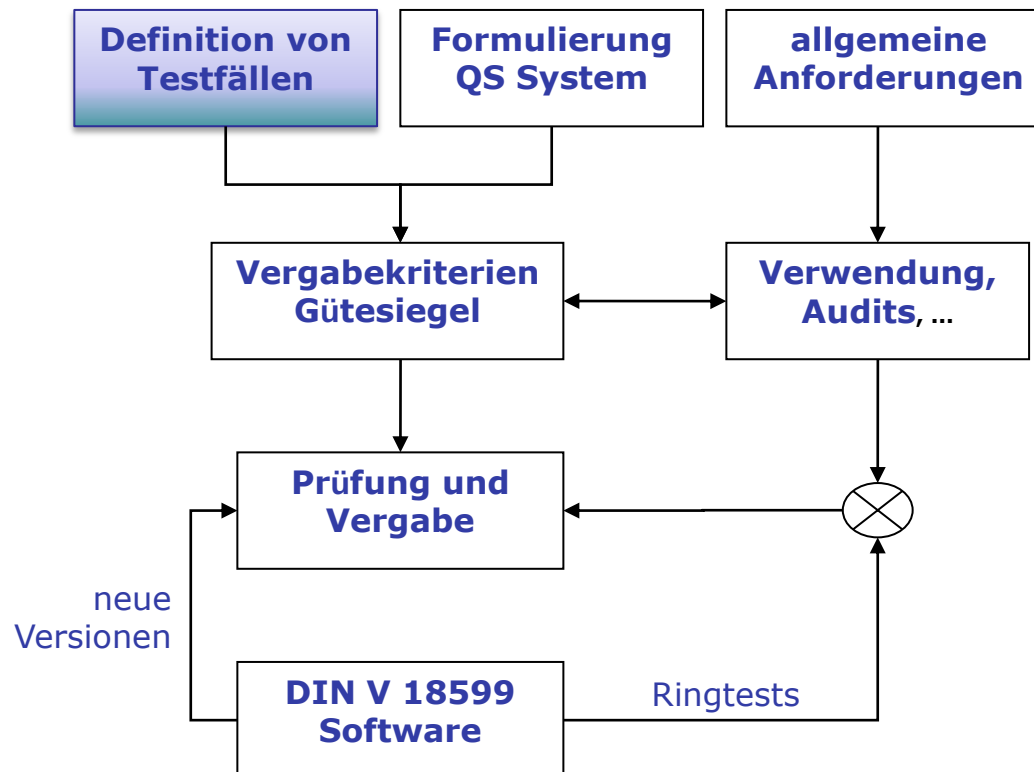 Definition von
Testfällen
Formulierung
QS System
allgemeine
Anforderungen
Vergabekriterien
Gütesiegel
Verwendung,
Audits, ...
Prüfung und
Vergabe
neue
Versionen
DIN V 18599
Software
Ringtests